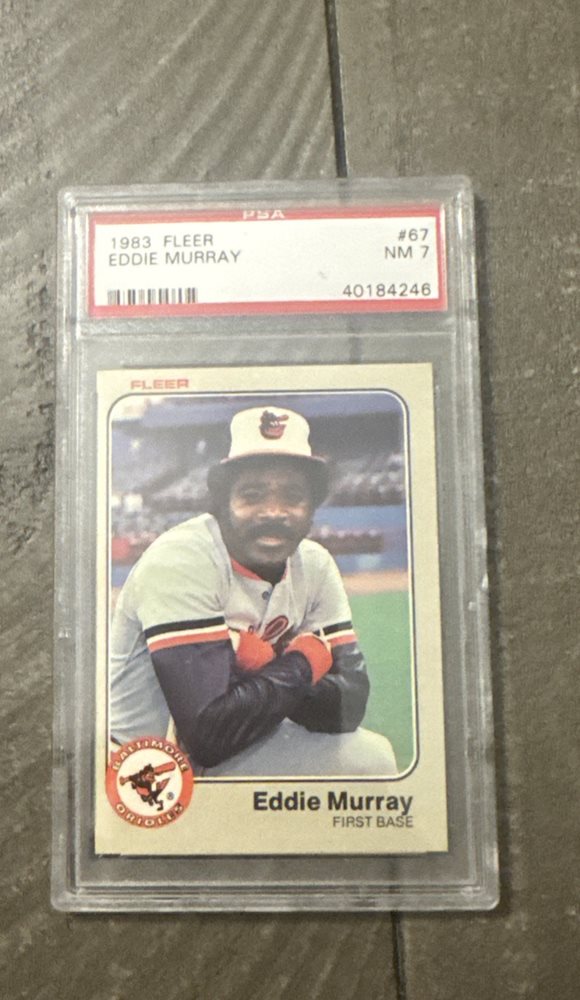 PSA
1983 FLEER #67
EDDIE MURRAY NM 7
40184246
FLEER
BALTIMORE
ORIOLES
®
Eddie Murray
FIRST BASE